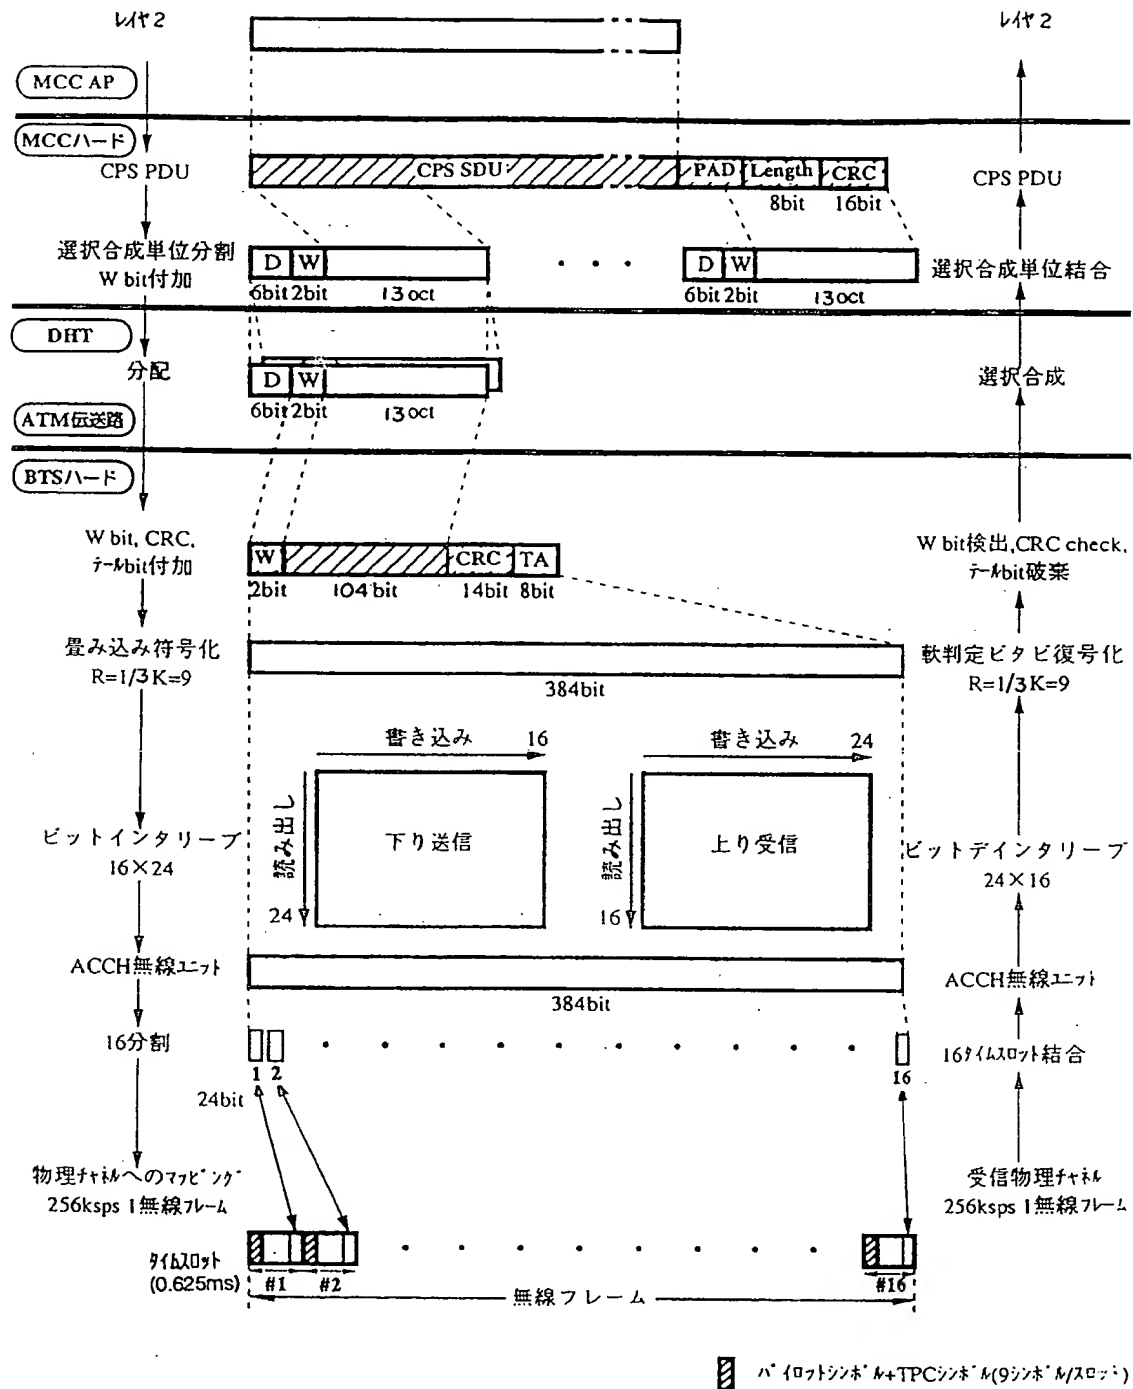 レイヤ2
レイヤ2
MCC AP
MCCハード
CPS PDU
CPS SDU
PAD
Length
CRC
8bit
16bit
CPS PDU
選択合成単位分割
W bit付加
D
W
6bit
2bit
13oct
D
W
6bit
2bit
13oct
選択合成単位結合
DHT
分配
D
W
6bit
2bit
13oct
選択合成
ATM伝送路
BTSハード
W bit, CRC,
テールbit付加
W
CRC
TA
2bit
104bit
14bit
8bit
W bit検出,CRC check,
テールbit破棄
畳み込み符号化
R=1/3 K=9
384bit
軟判定ビタビ復号化
R=1/3 K=9
書き込み
16
書き込み
24
読み出し
下り送信
24
読み出し
上り受信
16
ビットインタリーブ
16×24
ビットデインタリーブ
24×16
ACCH無線ユニット
384bit
ACCH無線ユニット
16分割
1
2
16
24bit
16タイムスロット結合
物理チャネルへのマッピング
256ksps 1無線フレーム
受信物理チャネル
256ksps 1無線フレーム
タイムスロット
(0.625ms)
#1
#2
#16
無線フレーム
パイロットシンボル+TPCシンボル(9シンボル/スロット)